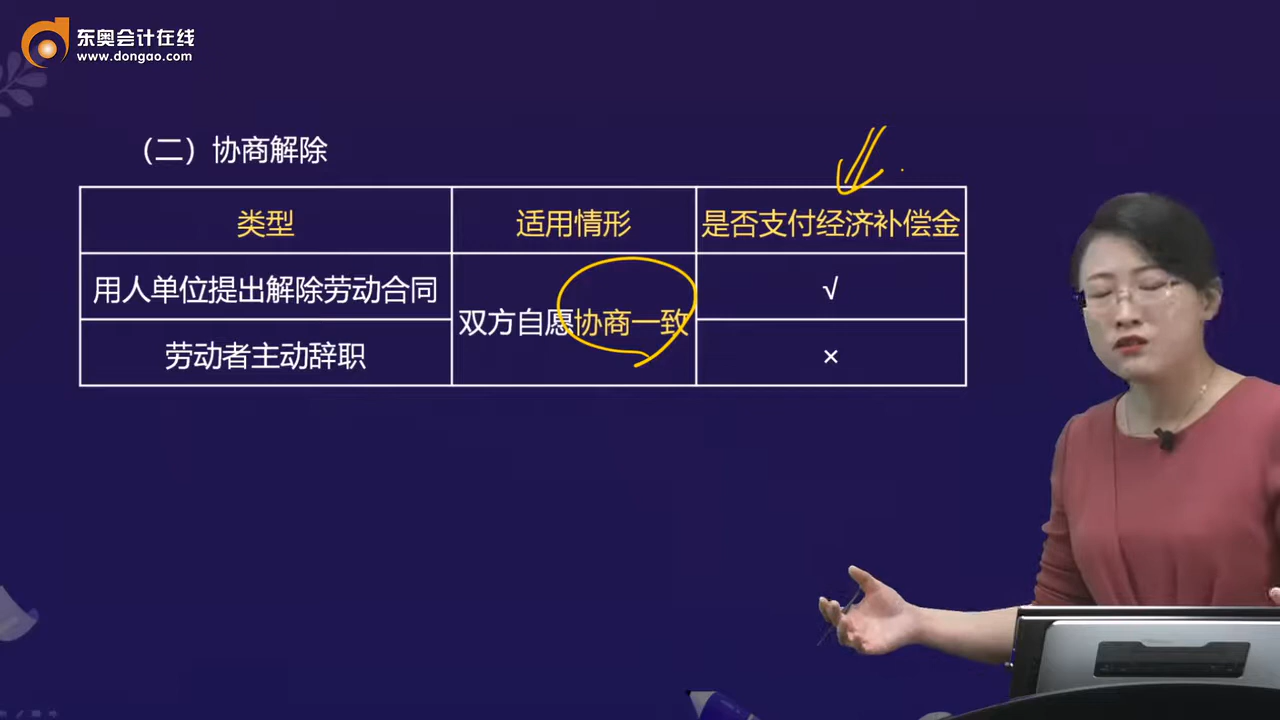 东奥会计在线
www.dongao.com
（二）协商解除
类型 适用情形 是否支付经济补偿金
用人单位提出解除劳动合同 双方自愿协商一致 √
劳动者主动辞职 ×